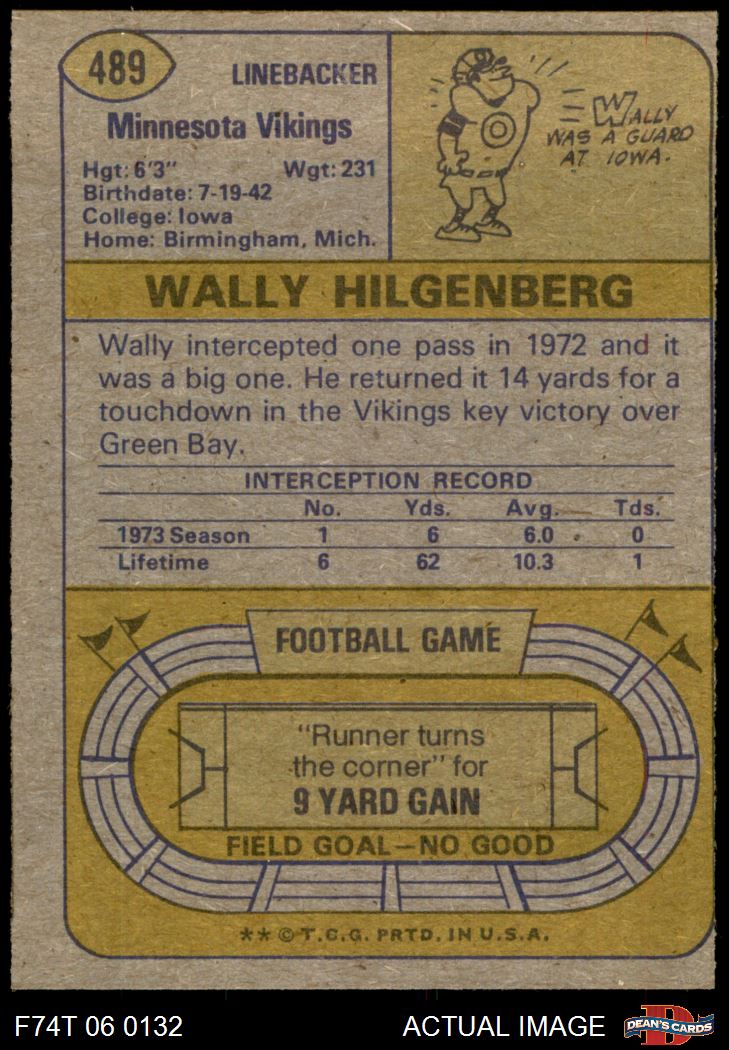 489
LINEBACKER
Minnesota Vikings
Hgt: 6'3" Wgt: 231
Birthdate: 7-19-42
College: Iowa
Home: Birmingham, Mich.
WALLY
WAS A GUARD
AT IOWA.
WALLY HILGENBERG
Wally intercepted one pass in 1972 and it
was a big one. He returned it 14 yards for a
touchdown in the Vikings key victory over
Green Bay.
INTERCEPTION RECORD
No. Yds. Avg. Tds.
1973 Season 1 6 6.0 0
Lifetime 6 62 10.3 1
FOOTBALL GAME
"Runner turns
the corner" for
9 YARD GAIN
FIELD GOAL—NO GOOD
** © T.C.G. PRTD. IN U.S.A.
F74T 06 0132 ACTUAL IMAGE
D
DEAN'S CARDS